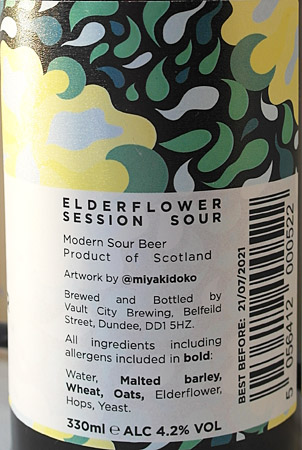 ELDERFLOWER
SESSION SOUR
Modern Sour Beer
Product of Scotland
Artwork by @miyakidoko
Brewed and Bottled by
Vault City Brewing, Belfeild
Street, Dundee, DD1 5HZ.
All ingredients including
allergens included in bold:
Water, Malted barley,
Wheat, Oats, Elderflower,
Hops, Yeast.
330ml ℮ ALC 4.2% VOL
BEST BEFORE: 21/07/2021
5 056412 000522